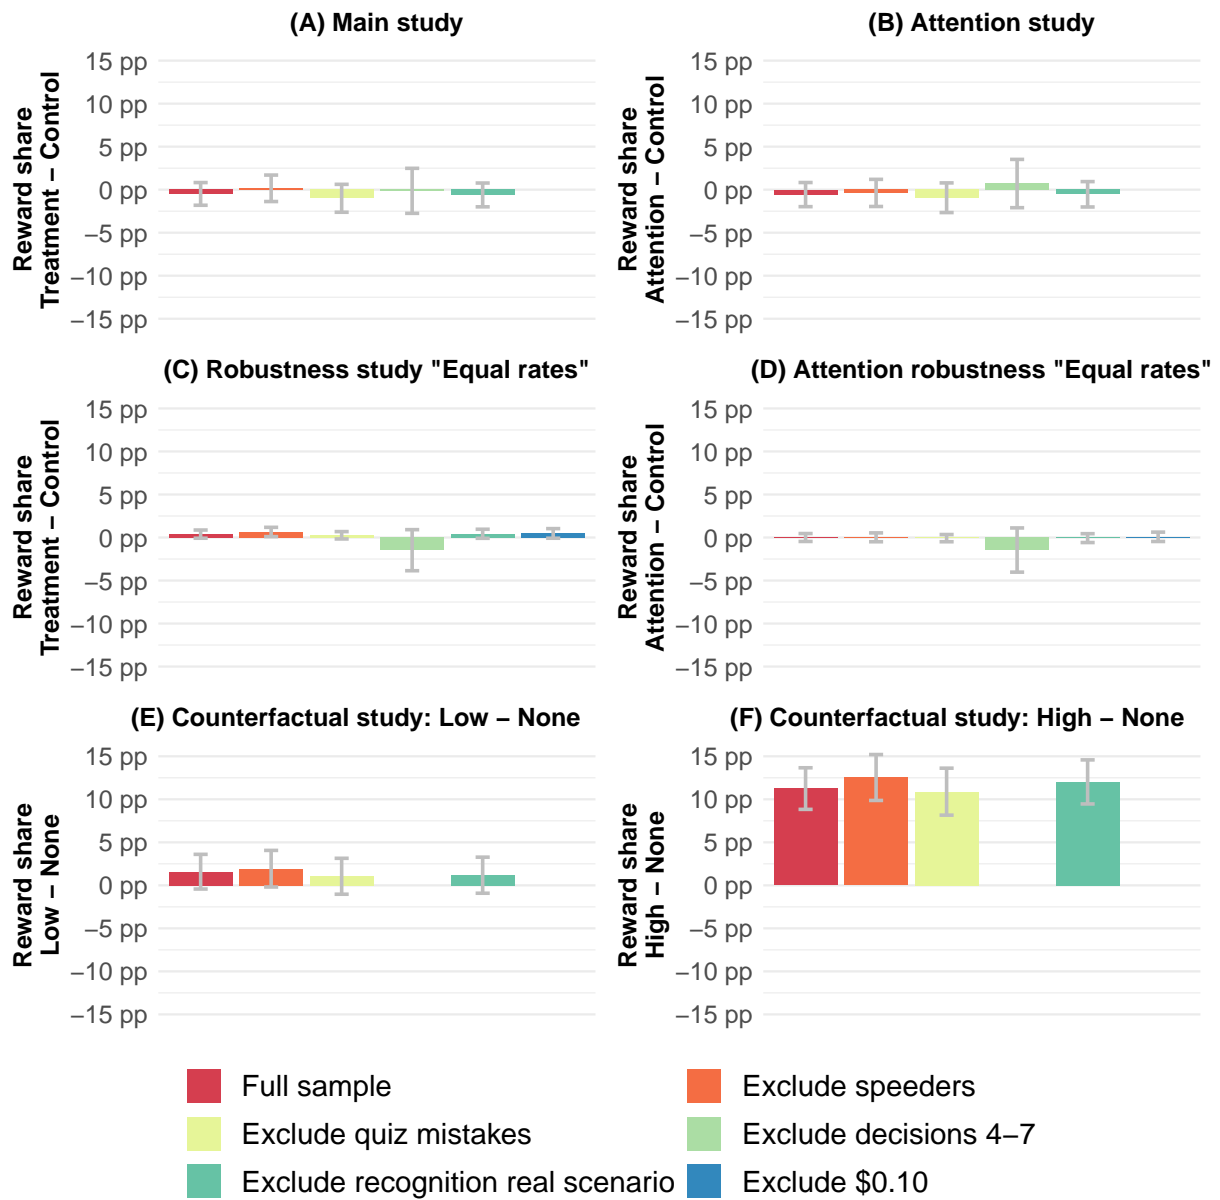 (A) Main study
Reward share
Treatment – Control
15 pp
10 pp
5 pp
0 pp
−5 pp
−10 pp
−15 pp
(B) Attention study
Reward share
Attention – Control
15 pp
10 pp
5 pp
0 pp
−5 pp
−10 pp
−15 pp
(C) Robustness study "Equal rates"
Reward share
Treatment – Control
15 pp
10 pp
5 pp
0 pp
−5 pp
−10 pp
−15 pp
(D) Attention robustness "Equal rates"
Reward share
Attention – Control
15 pp
10 pp
5 pp
0 pp
−5 pp
−10 pp
−15 pp
(E) Counterfactual study: Low – None
Reward share
Low – None
15 pp
10 pp
5 pp
0 pp
−5 pp
−10 pp
−15 pp
(F) Counterfactual study: High – None
Reward share
High – None
15 pp
10 pp
5 pp
0 pp
−5 pp
−10 pp
−15 pp
Full sample
Exclude speeders
Exclude quiz mistakes
Exclude decisions 4–7
Exclude recognition real scenario
Exclude $0.10